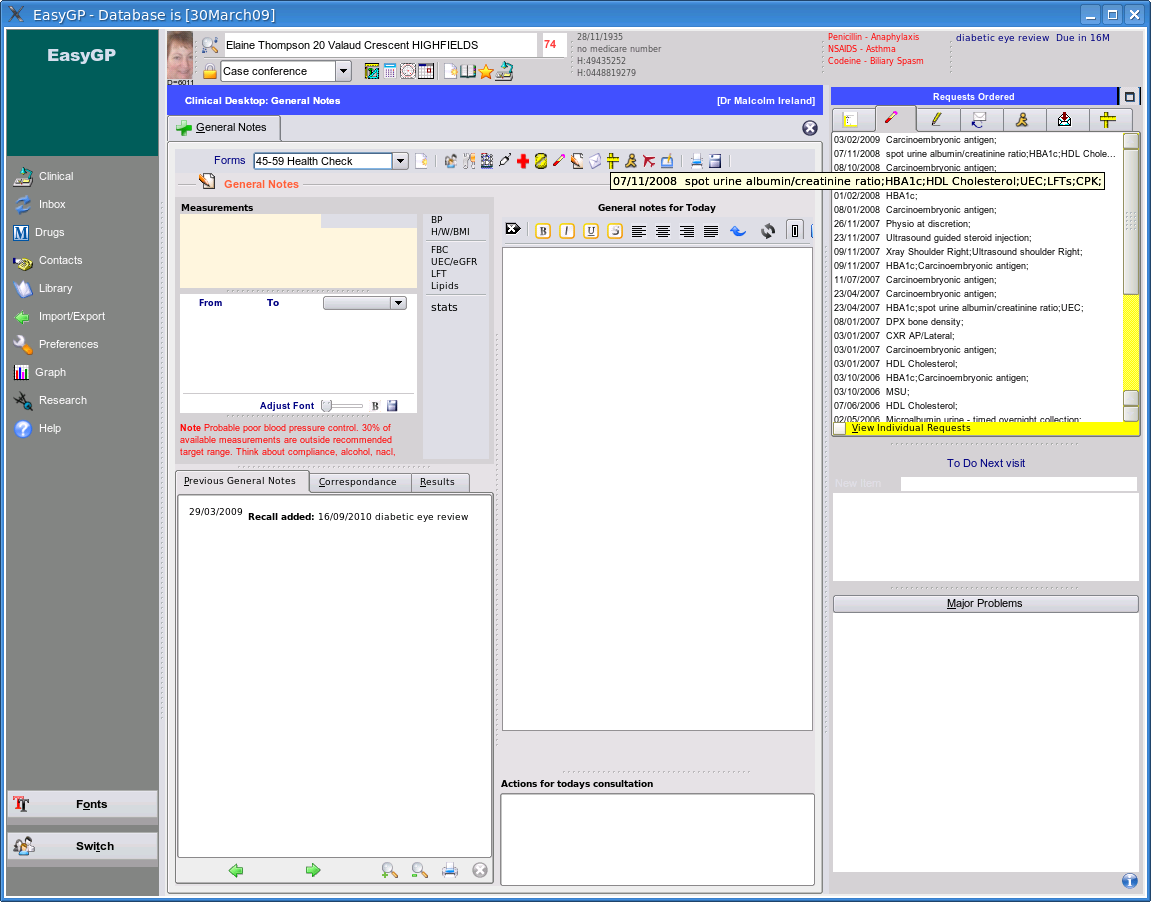 EasyGP - Database is [30March09]
EasyGP
Elaine Thompson 20 Valaud Crescent HIGHFIELDS
74
28/11/1935
no medicare number
H:49435252
H:0448819279
Penicillin - Anaphylaxis
NSAIDS - Asthma
Codeine - Biliary Spasm
diabetic eye review Due in 16M
Case conference
ID=6011
Clinical Desktop: General Notes
[Dr Malcolm Ireland]
General Notes
Forms
45-59 Health Check
General Notes
Clinical
Inbox
Drugs
Contacts
Library
Import/Export
Preferences
Graph
Research
Help
Fonts
Switch
Measurements
BP
H/W/BMI
FBC
UEC/eGFR
LFT
Lipids
stats
From To
Adjust Font
B
Note Probable poor blood pressure control. 30% of
available measurements are outside recommended
target range. Think about compliance, alcohol, nacl,
Previous General Notes
Correspondance
Results
29/03/2009 Recall added: 16/09/2010 diabetic eye review
General notes for Today
B I U S
Actions for todays consultation
Requests Ordered
03/02/2009 Carcinoembryonic antigen;
07/11/2008 spot urine albumin/creatinine ratio;HBA1c;HDL Chole...
08/10/2008 Carcinoembryonic antigen;
07/11/2008 spot urine albumin/creatinine ratio;HBA1c;HDL Cholesterol;UEC;LFTs;CPK;
01/02/2008 HBA1c;
08/01/2008 Carcinoembryonic antigen;
26/11/2007 Physio at discretion;
23/11/2007 Ultrasound guided steroid injection;
09/11/2007 Xray Shoulder Right;Ultrasound shoulder Right;
09/11/2007 HBA1c;Carcinoembryonic antigen;
11/07/2007 Carcinoembryonic antigen;
23/04/2007 Carcinoembryonic antigen;
23/04/2007 HBA1c;spot urine albumin/creatinine ratio;UEC;
08/01/2007 DPX bone density;
03/01/2007 CXR AP/Lateral;
03/01/2007 Carcinoembryonic antigen;
03/01/2007 HDL Cholesterol;
03/10/2006 HBA1c;Carcinoembryonic antigen;
03/10/2006 MSU;
07/06/2006 HDL Cholesterol;
02/05/2006 Microalbumin urine - timed overnight collection;
View Individual Requests
To Do Next visit
New Item
Major Problems